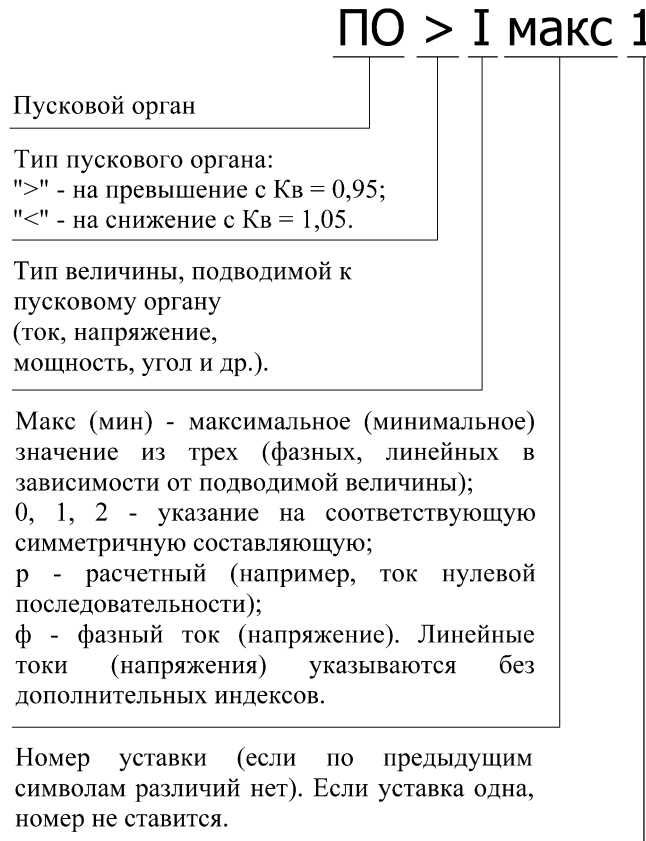 ПО > I макс 1
Пусковой орган
Тип пускового органа:
">" - на превышение с Кв = 0,95;
"<" - на снижение с Кв = 1,05.
Тип величины, подводимой к
пусковому органу
(ток, напряжение,
мощность, угол и др.).
Макс (мин) - максимальное (минимальное)
значение из трех (фазных, линейных в
зависимости от подводимой величины);
0, 1, 2 - указание на соответствующую
симметричную составляющую;
р - расчетный (например, ток нулевой
последовательности);
ф - фазный ток (напряжение). Линейные
токи (напряжения) указываются без
дополнительных индексов.
Номер уставки (если по предыдущим
символам различий нет). Если уставка одна,
номер не ставится.